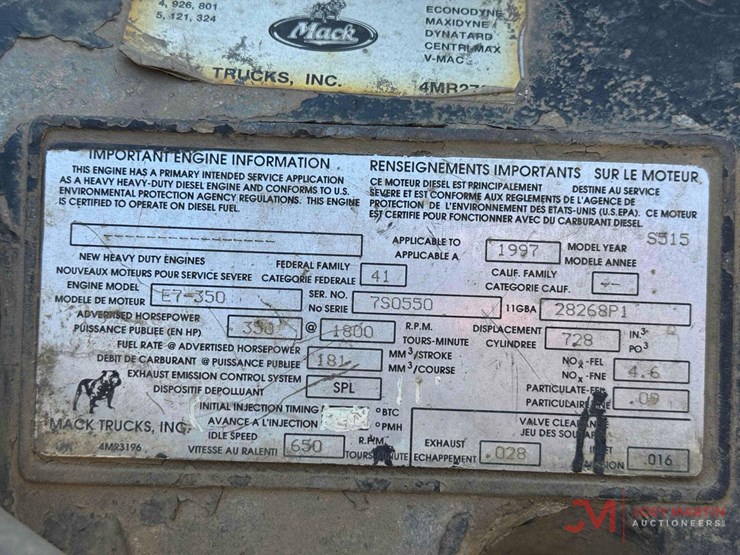 4, 926, 801
5, 121, 324
Mack
TRUCKS, INC.
ECONODYNE
MAXIDYNE
DYNATARD
CENTRI-MAX
V-MAC
IMPORTANT ENGINE INFORMATION
THIS ENGINE HAS A PRIMARY INTENDED SERVICE APPLICATION
AS A HEAVY HEAVY-DUTY DIESEL ENGINE AND CONFORMS TO U.S.
ENVIRONMENTAL PROTECTION AGENCY REGULATIONS. THIS ENGINE
IS CERTIFIED TO OPERATE ON DIESEL FUEL.
RENSEIGNEMENTS IMPORTANTS SUR LE MOTEUR
CE MOTEUR DIESEL EST PRINCIPALEMENT DESTINE AU SERVICE
SEVERE ET EST CONFORME AUX REGLEMENTS DE L'AGENCE DE
PROTECTION DE L'ENVIRONNEMENT DES ETATS-UNIS (U.S.EPA). CE MOTEUR
EST CERTIFIE POUR FONCTIONNER AVEC DU CARBURANT DIESEL.
S515
APPLICABLE TO
APPLICABLE A
1997
MODEL YEAR
MODELE ANNEE
NEW HEAVY DUTY ENGINES
NOUVEAUX MOTEURS POUR SERVICE SEVERE
FEDERAL FAMILY
CATEGORIE FEDERALE
41
CALIF. FAMILY
CATEGORIE CALIF.
--
ENGINE MODEL
MODELE DE MOTEUR
E7-350
SER. NO.
No SERIE
7S0550
11GBA
28268P1
ADVERTISED HORSEPOWER
PUISSANCE PUBLIEE (EN HP)
350
@
1800
R.P.M.
TOURS-MINUTE
DISPLACEMENT
CYLINDREE
728
IN.3
PO3
FUEL RATE @ ADVERTISED HORSEPOWER
DEBIT DE CARBURANT @ PUISSANCE PUBLIEE
181
MM3/STROKE
MM3/COURSE
NOx-FEL
NOx-FNE
4.6
EXHAUST EMISSION CONTROL SYSTEM
DISPOSITIF DEPOLLUANT
SPL
PARTICULATE-FEL
.09
INITIAL INJECTION TIMING
AVANCE A L'INJECTION
°BTC
°PMH
VALVE CLEARANCE
JEU DES
MACK TRUCKS, INC.
4MR3196
IDLE SPEED
VITESSE AU RALENTI
650
R.P.M.
TOURS-MINUTE
EXHAUST
ECHAPPEMENT
.028
.016
AUCTIONEERS